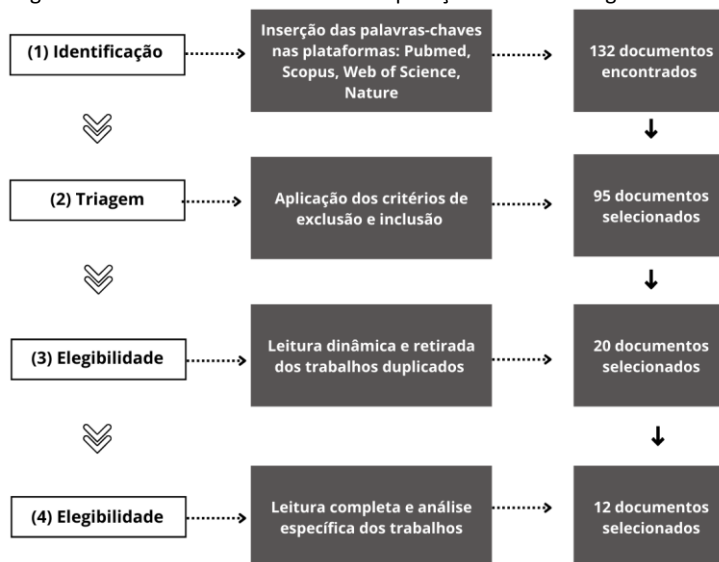 (1) Identificação
Inserção das palavras-chaves
nas plataformas: Pubmed,
Scopus, Web of Science,
Nature
132 documentos
encontrados
(2) Triagem
Aplicação dos critérios de
exclusão e inclusão
95 documentos
selecionados
(3) Elegibilidade
Leitura dinâmica e retirada
dos trabalhos duplicados
20 documentos
selecionados
(4) Elegibilidade
Leitura completa e análise
específica dos trabalhos
12 documentos
selecionados